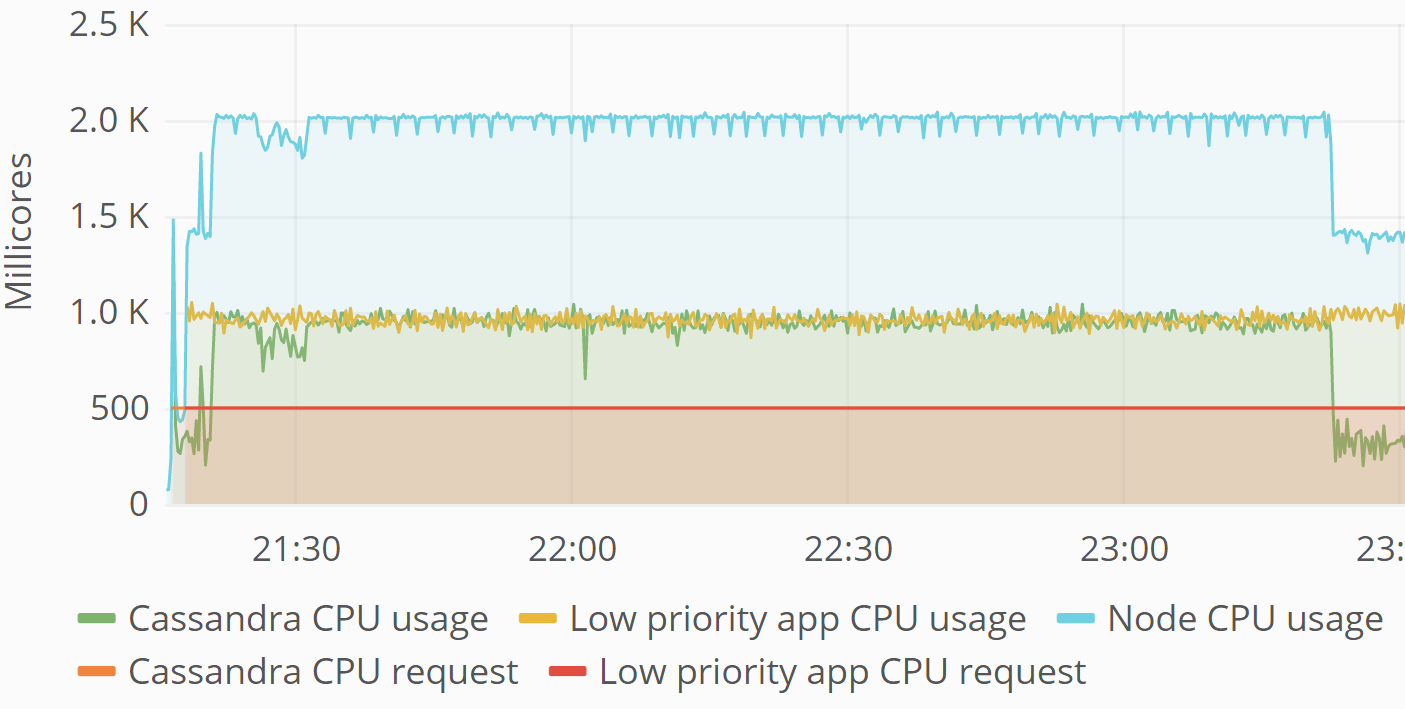 2.5 K
2.0 K
1.5 K
1.0 K
500
0
Millicores
21:30 22:00 22:30 23:00 23:
Cassandra CPU usage Low priority app CPU usage Node CPU usage
Cassandra CPU request Low priority app CPU request